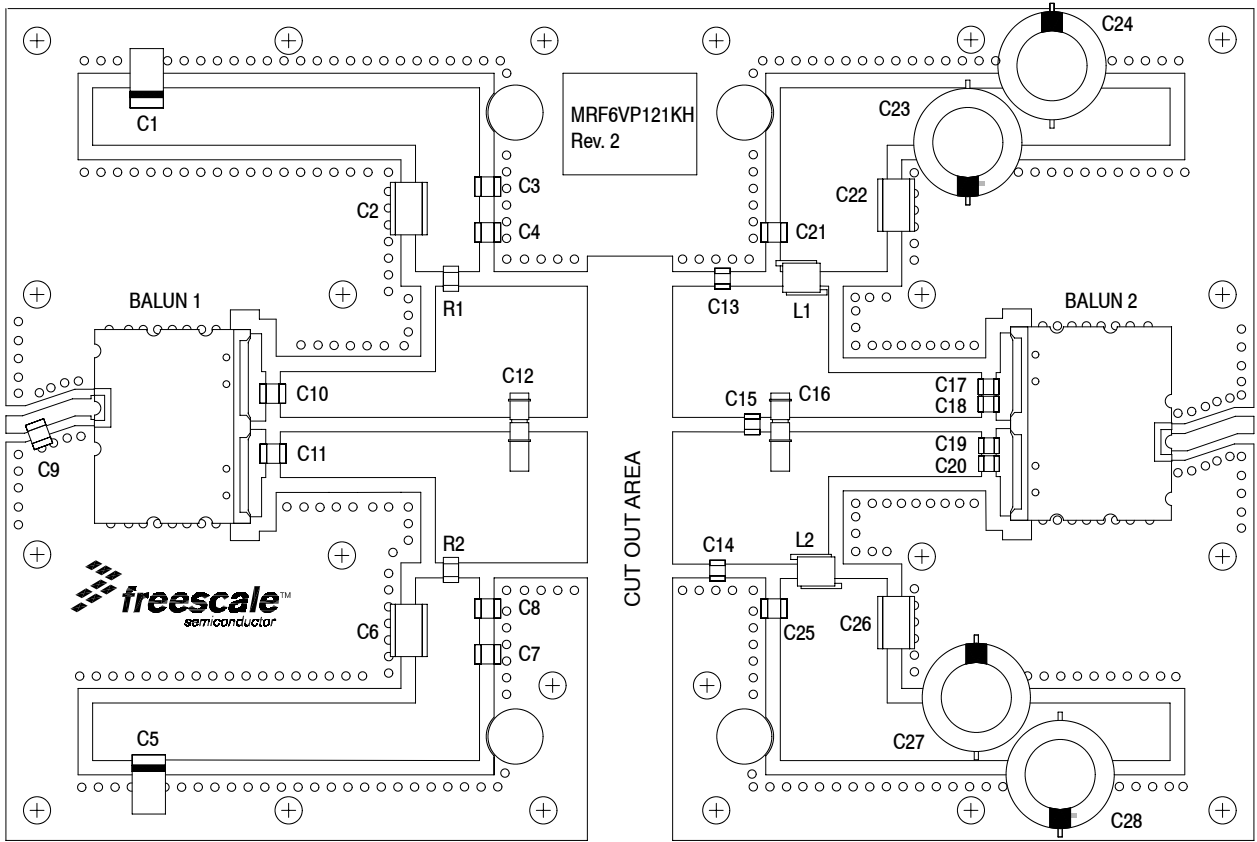 C24
C23
C1
MRF6VP121KH
Rev. 2
C3
C2
C4
C22
C21
BALUN 1
R1
C13
L1
BALUN 2
C10
C12
C15
C16
C17
C18
C9
C11
C19
C20
CUT OUT AREA
R2
C14
L2
freescale™
semiconductor
C8
C6
C7
C25
C26
C5
C27
C28